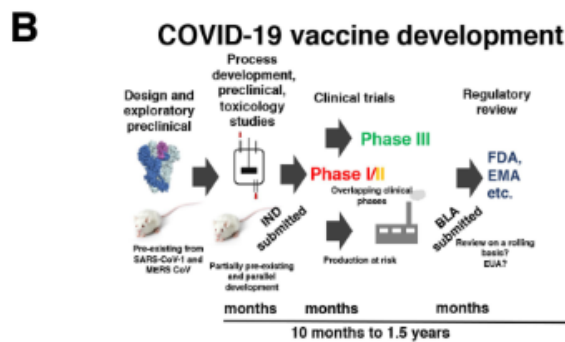 B
COVID-19 vaccine development
Design and
exploratory
preclinical
Process
development,
preclinical,
toxicology
studies
Clinical trials
Regulatory
review
Phase III
Phase I/II
Overlapping clinical
phases
FDA,
EMA
etc.
IND
submitted
BLA
submitted
Pre-existing from
SARS-CoV-1 and
MERS CoV
Partially pre-existing
and parallel
development
Production at risk
Review on a rolling
basis?
EUA?
months
months
months
10 months to 1.5 years